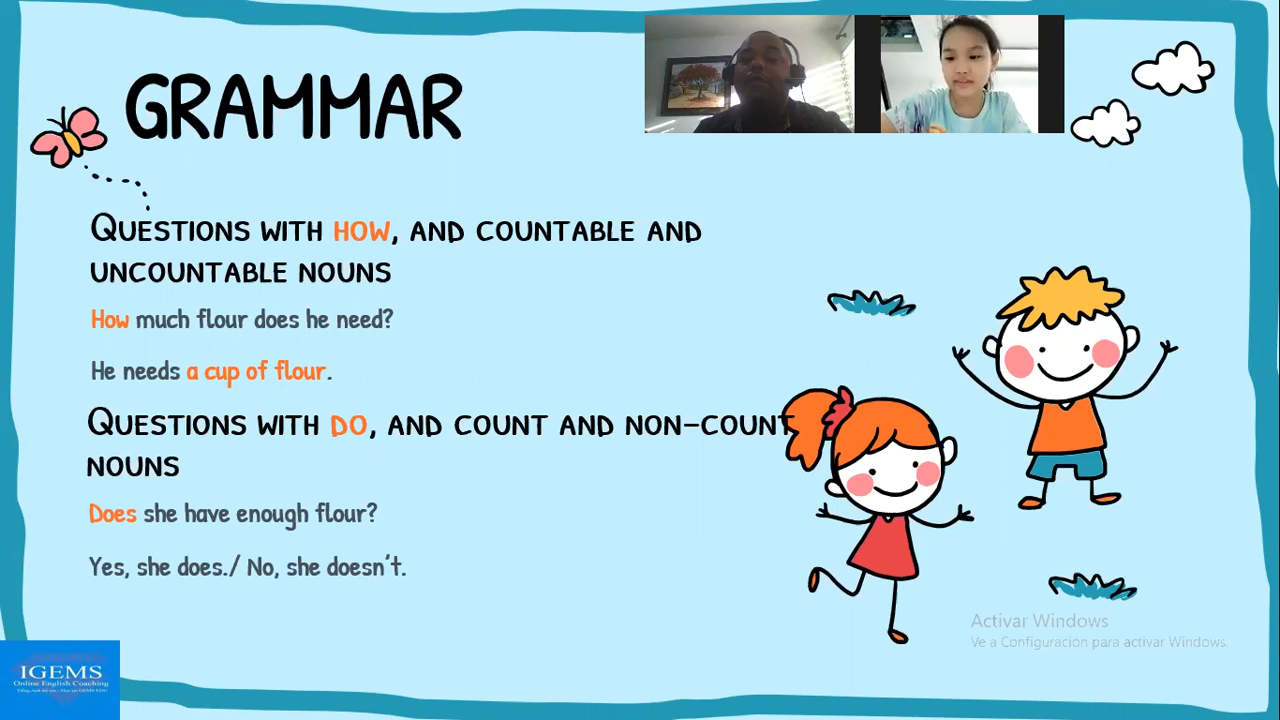 GRAMMAR
QUESTIONS WITH HOW, AND COUNTABLE AND
UNCOUNTABLE NOUNS
How much flour does he need?
He needs a cup of flour.
QUESTIONS WITH DO, AND COUNT AND NON-COUNT
NOUNS
Does she have enough flour?
Yes, she does./ No, she doesn't.
Activar Windows
Ve a Configuración para activar Windows.
IGEMS
Online English Coaching